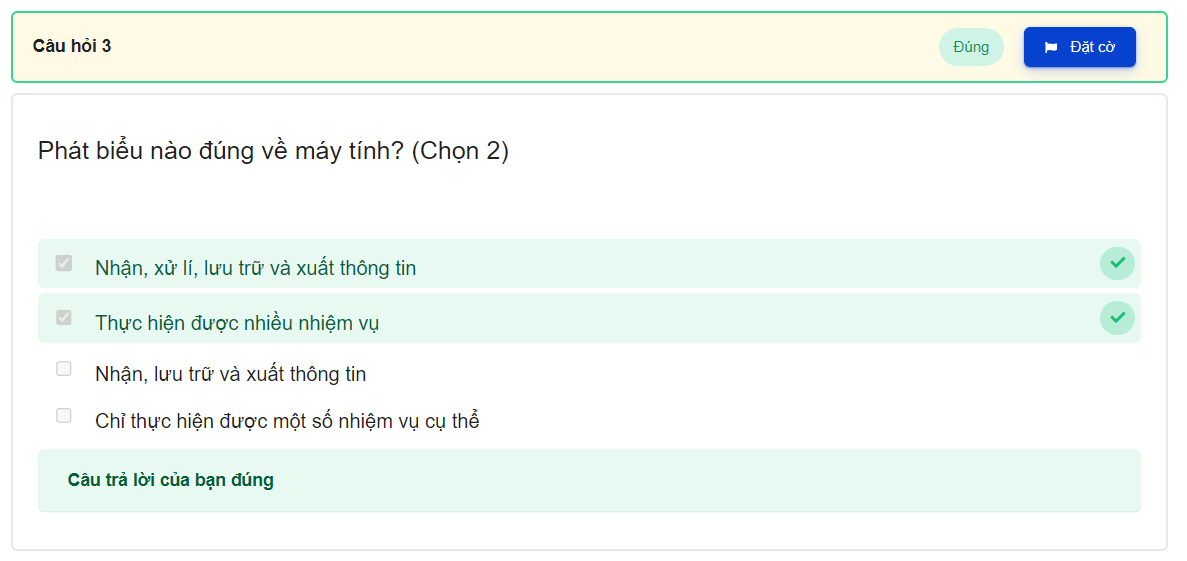 Câu hỏi 3
Đúng
Đặt cờ
Phát biểu nào đúng về máy tính? (Chọn 2)
Nhận, xử lí, lưu trữ và xuất thông tin
Thực hiện được nhiều nhiệm vụ
Nhận, lưu trữ và xuất thông tin
Chỉ thực hiện được một số nhiệm vụ cụ thể
Câu trả lời của bạn đúng